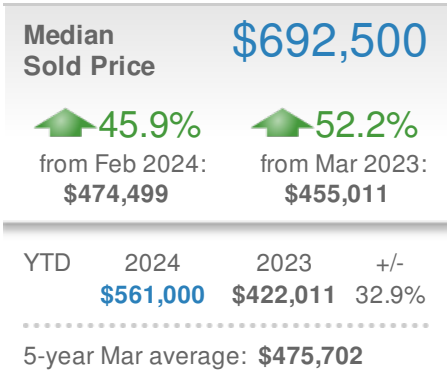 Median
Sold Price
$692,500
45.9% 52.2%
from Feb 2024: from Mar 2023:
$474,499 $455,011
YTD 2024 2023 +/-
$561,000 $422,011 32.9%
5-year Mar average: $475,702